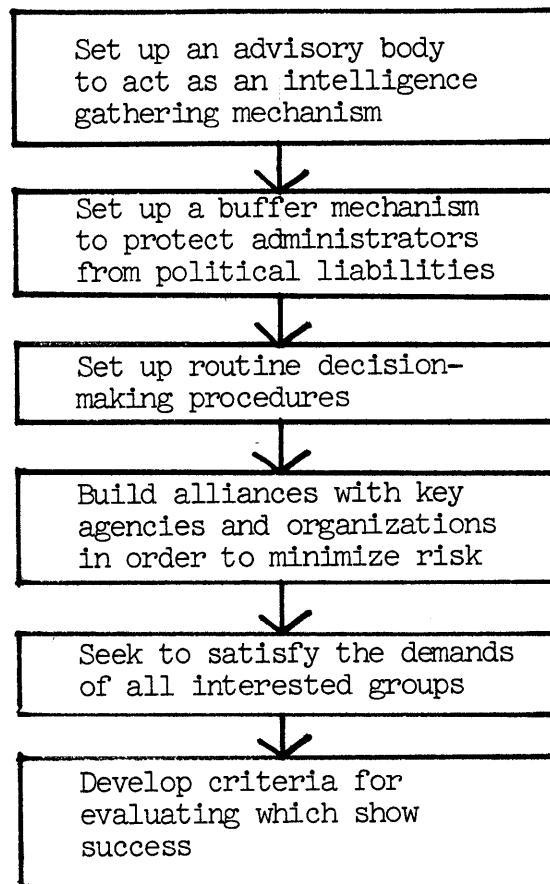 Set up an advisory body
to act as an intelligence
gathering mechanism
Set up a buffer mechanism
to protect administrators
from political liabilities
Set up routine decision-
making procedures
Build alliances with key
agencies and organizations
in order to minimize risk
Seek to satisfy the demands
of all interested groups
Develop criteria for
evaluating which show
success